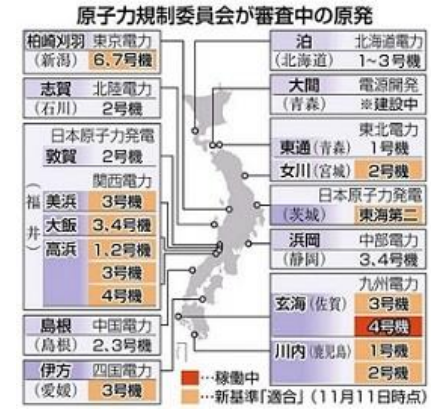 原子力規制委員会が審査中の原発
柏崎刈羽 東京電力
(新潟) 6、7号機
志賀 北陸電力
(石川) 2号機
日本原子力発電
敦賀 2号機
関西電力
(福井)
美浜 3号機
大飯 3、4号機
高浜 1、2号機
3号機
4号機
島根 中国電力
(島根) 2、3号機
伊方 四国電力
(愛媛) 3号機
泊 北海道電力
(北海道) 1~3号機
大間 電源開発
(青森) ※建設中
東北電力
東通(青森) 1号機
女川(宮城) 2号機
日本原子力発電
(茨城) 東海第二
浜岡 中部電力
(静岡) 3、4号機
九州電力
玄海(佐賀) 3号機
4号機
川内(鹿児島) 1号機
2号機
…稼働中
…新基準「適合」(11月11日時点)